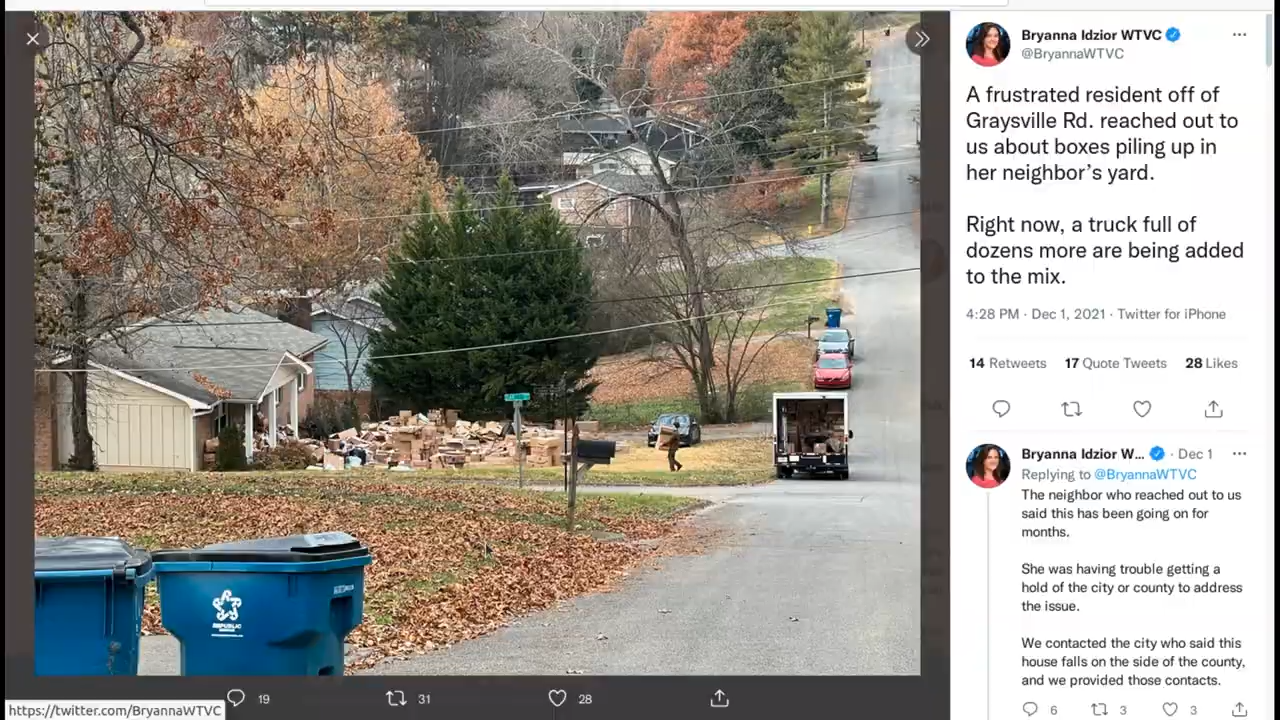 REPUBLIC
19
31
28
https://twitter.com/BryannaWTVC
Bryanna Idzior WTVC
@BryannaWTVC
A frustrated resident off of
Graysville Rd. reached out to
us about boxes piling up in
her neighbor’s yard.
Right now, a truck full of
dozens more are being added
to the mix.
4:28 PM · Dec 1, 2021 · Twitter for iPhone
14 Retweets 17 Quote Tweets 28 Likes
Bryanna Idzior W... · Dec 1
Replying to @BryannaWTVC
The neighbor who reached out to us
said this has been going on for
months.
She was having trouble getting a
hold of the city or county to address
the issue.
We contacted the city who said this
house falls on the side of the county,
and we provided those contacts.
6 3 3